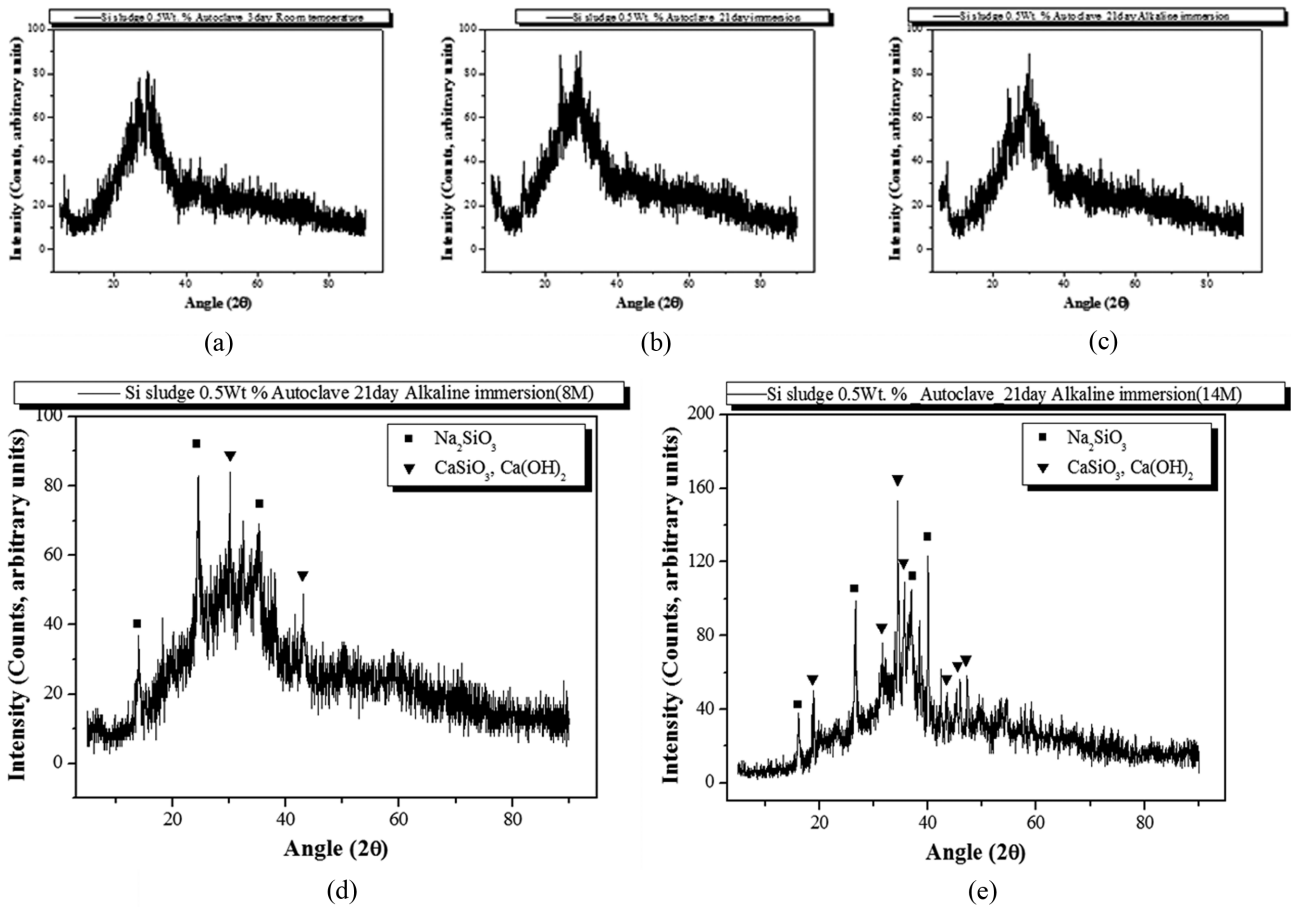 Si sludge 0.5Wt. % Autoclave 3day Room temperature
Intensity (Counts, arbitrary units)
100
80
60
40
20
0
20
40
60
80
Angle (2θ)
(a)
Si sludge 0.5Wt. % Autoclave 21day immesion
Intensity (Counts, arbitrary units)
100
80
60
40
20
0
20
40
60
80
Angle (2θ)
(b)
Si sludge 0.5Wt. % Autoclave 21day Alkaline immersion
Intensity (Counts, arbitrary units)
100
80
60
40
20
0
20
40
60
80
Angle (2θ)
(c)
Si sludge 0.5Wt % Autoclave 21day Alkaline immersion(8M)
Intensity (Counts, arbitrary units)
100
80
60
40
20
0
Na₂SiO₃
CaSiO₃, Ca(OH)₂
20
40
60
80
Angle (2θ)
(d)
Si sludge 0.5Wt. % _Autoclave_21day Alkaline immersion(14M)
Intensity (Counts, arbitrary units)
200
160
120
80
40
0
Na₂SiO₃
CaSiO₃, Ca(OH)₂
20
40
60
80
Angle (2θ)
(e)